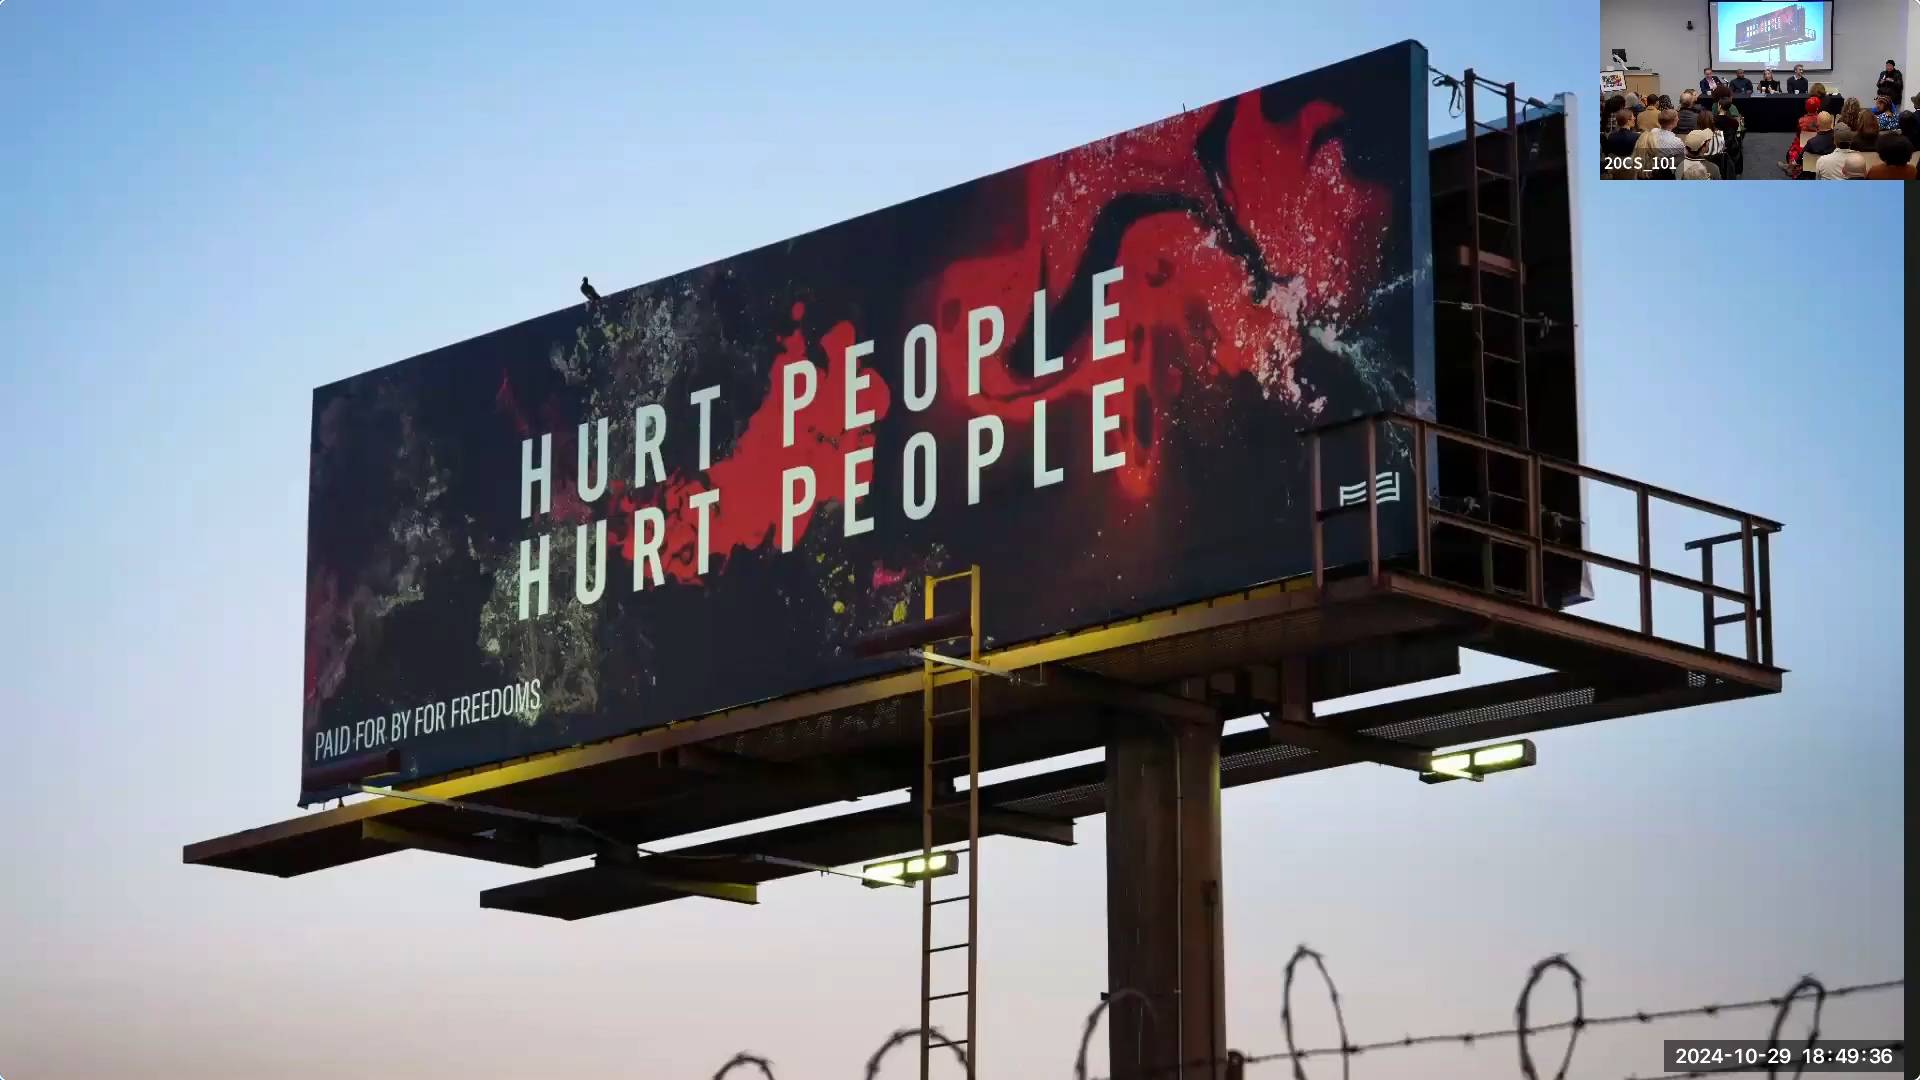 HURT PEOPLE
HURT PEOPLE
PAID FOR BY FOR FREEDOMS
20CS_101
2024-10-29 18:49:36